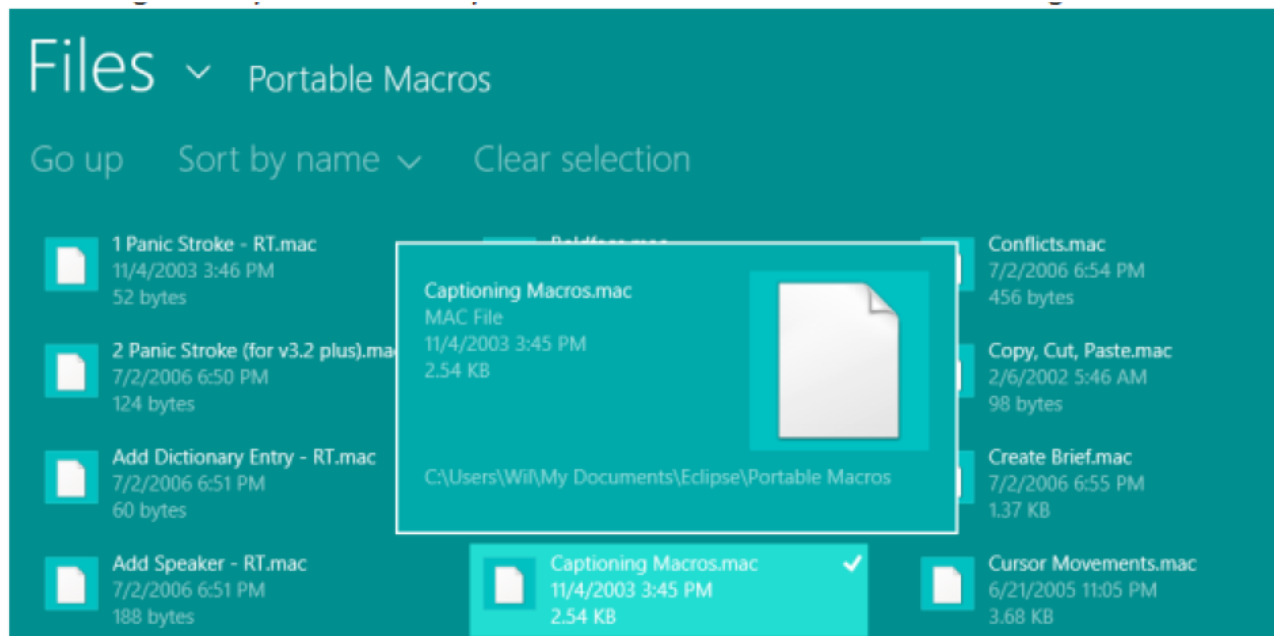 Files Portable Macros
Go up Sort by name Clear selection
1 Panic Stroke - RT.mac
11/4/2003 3:46 PM
52 bytes
2 Panic Stroke (for v3.2 plus).ma
7/2/2006 6:50 PM
124 bytes
Add Dictionary Entry - RT.mac
7/2/2006 6:51 PM
60 bytes
Add Speaker - RT.mac
7/2/2006 6:51 PM
188 bytes
Captioning Macros.mac
MAC File
11/4/2003 3:45 PM
2.54 KB
C:\Users\Wil\My Documents\Eclipse\Portable Macros
Captioning Macros.mac
11/4/2003 3:45 PM
2.54 KB
Conflicts.mac
7/2/2006 6:54 PM
456 bytes
Copy, Cut, Paste.mac
2/6/2002 5:46 AM
98 bytes
Create Brief.mac
7/2/2006 6:55 PM
1.37 KB
Cursor Movements.mac
6/21/2005 11:05 PM
3.68 KB